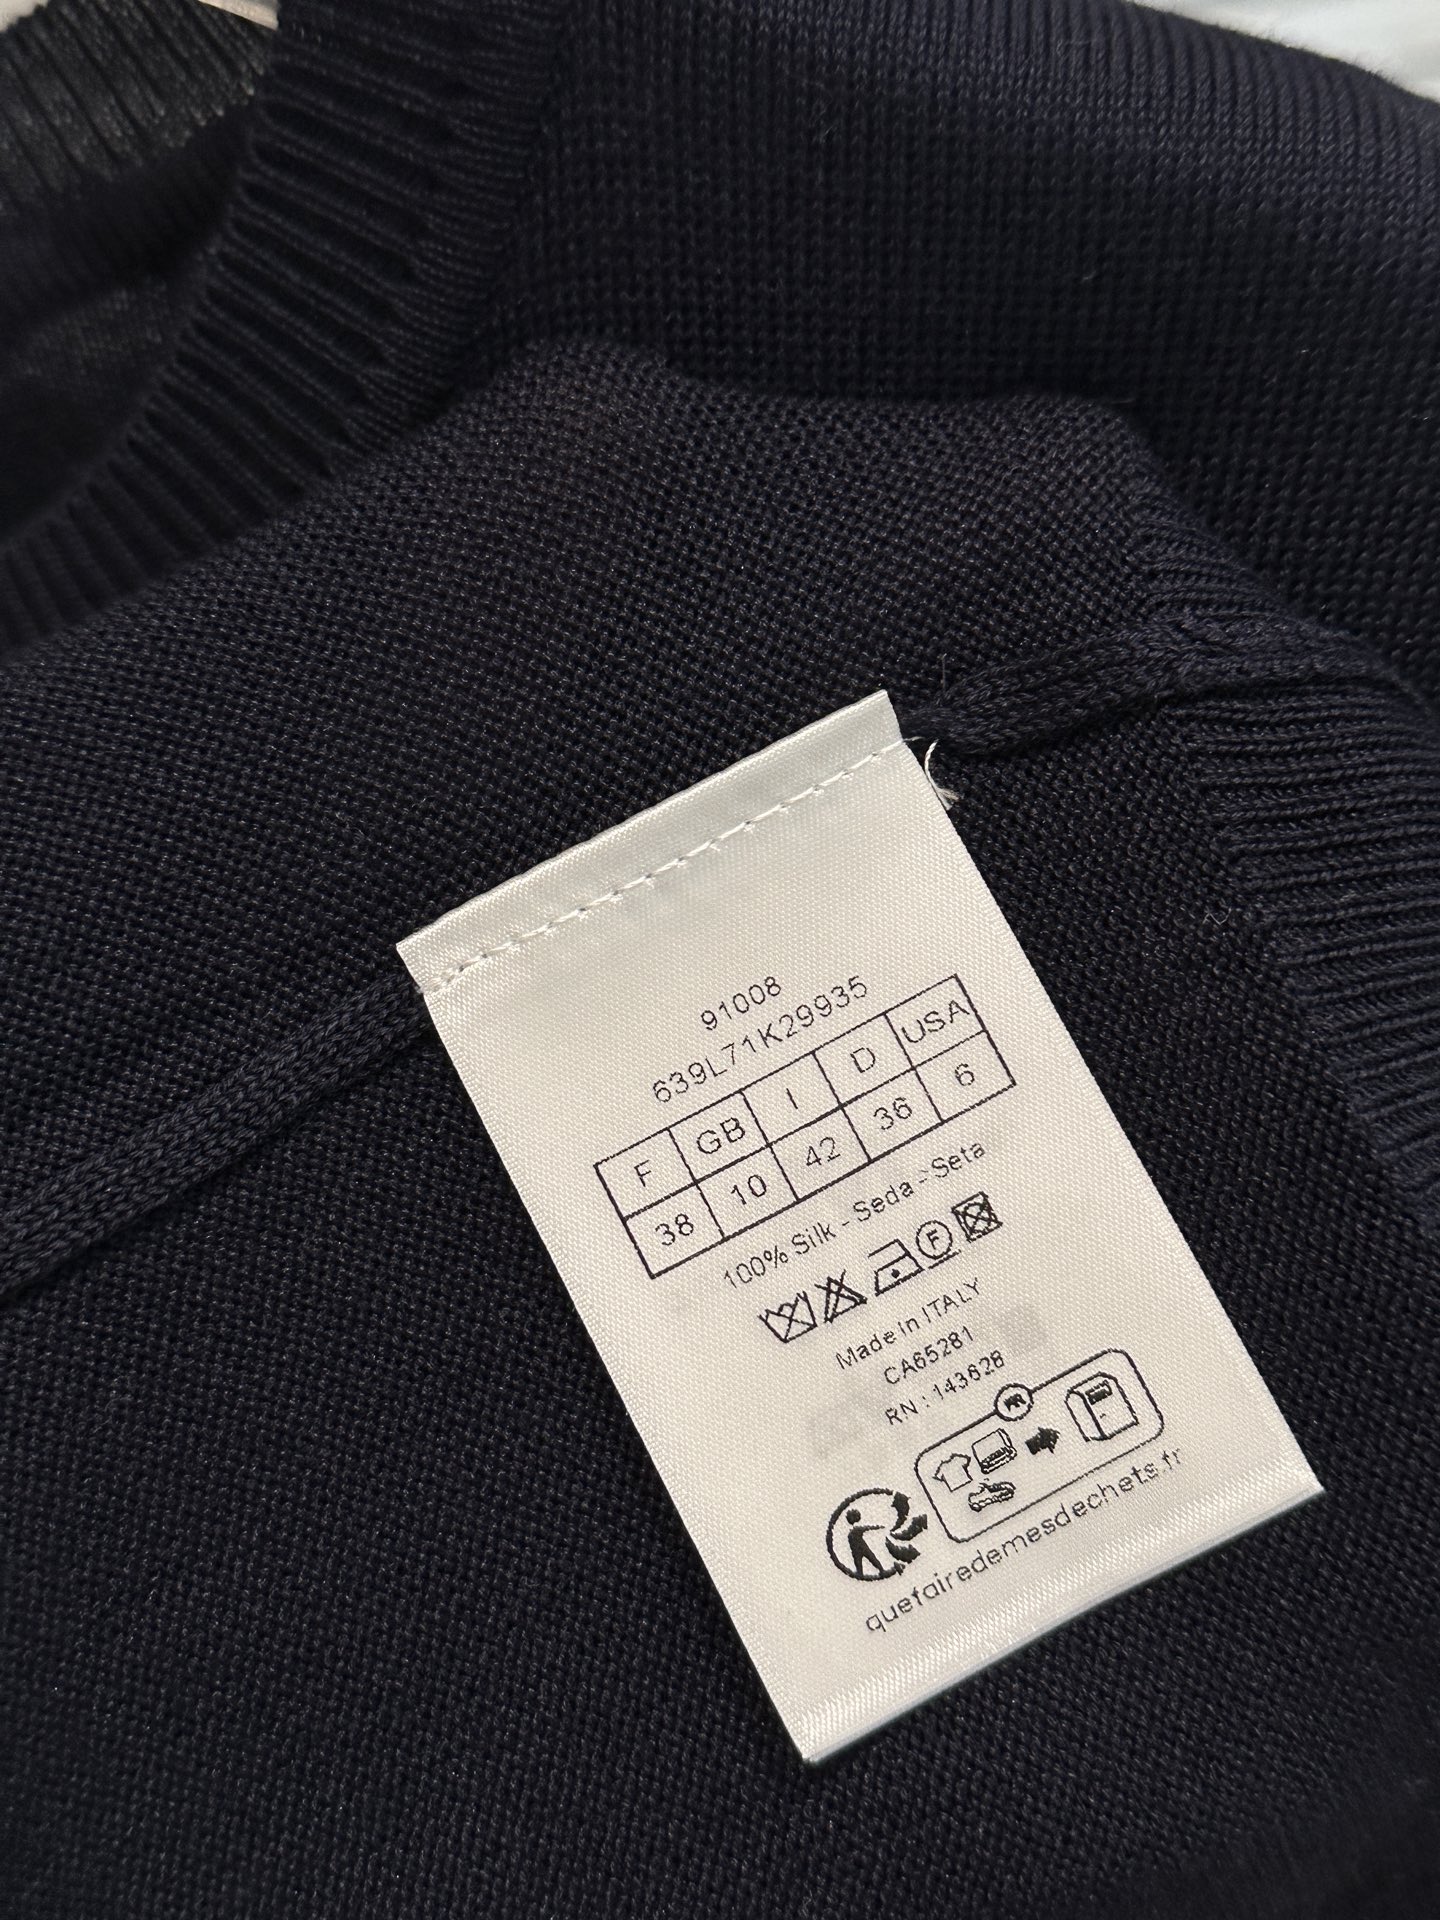 91008
639L71K29935
F GB I D USA
38 10 42 36 6
100% Silk - Seda - Seta
F
Made in ITALY
CA65281
RN : 143628
FR
quefairedemesdechets.fr